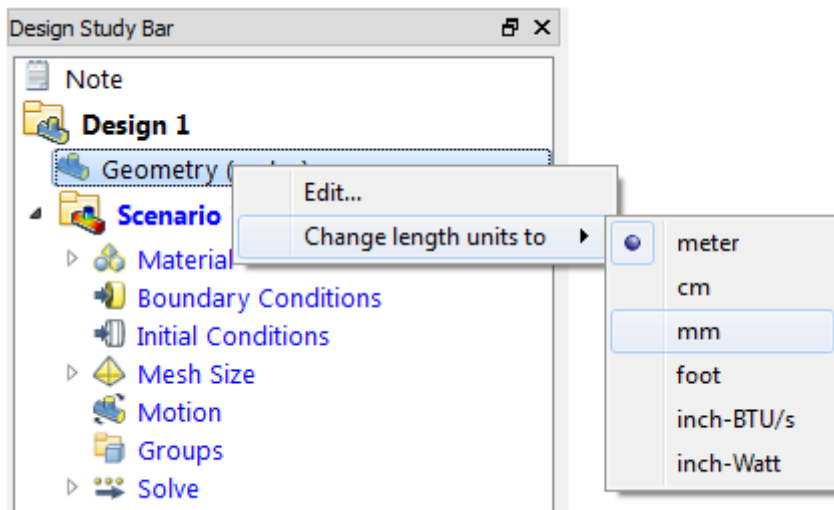 Design Study Bar
Note
Design 1
Geometry (
Edit...
Scenario
Change length units to
meter
Material
cm
Boundary Conditions
mm
Initial Conditions
foot
Mesh Size
inch-BTU/s
Motion
inch-Watt
Groups
Solve